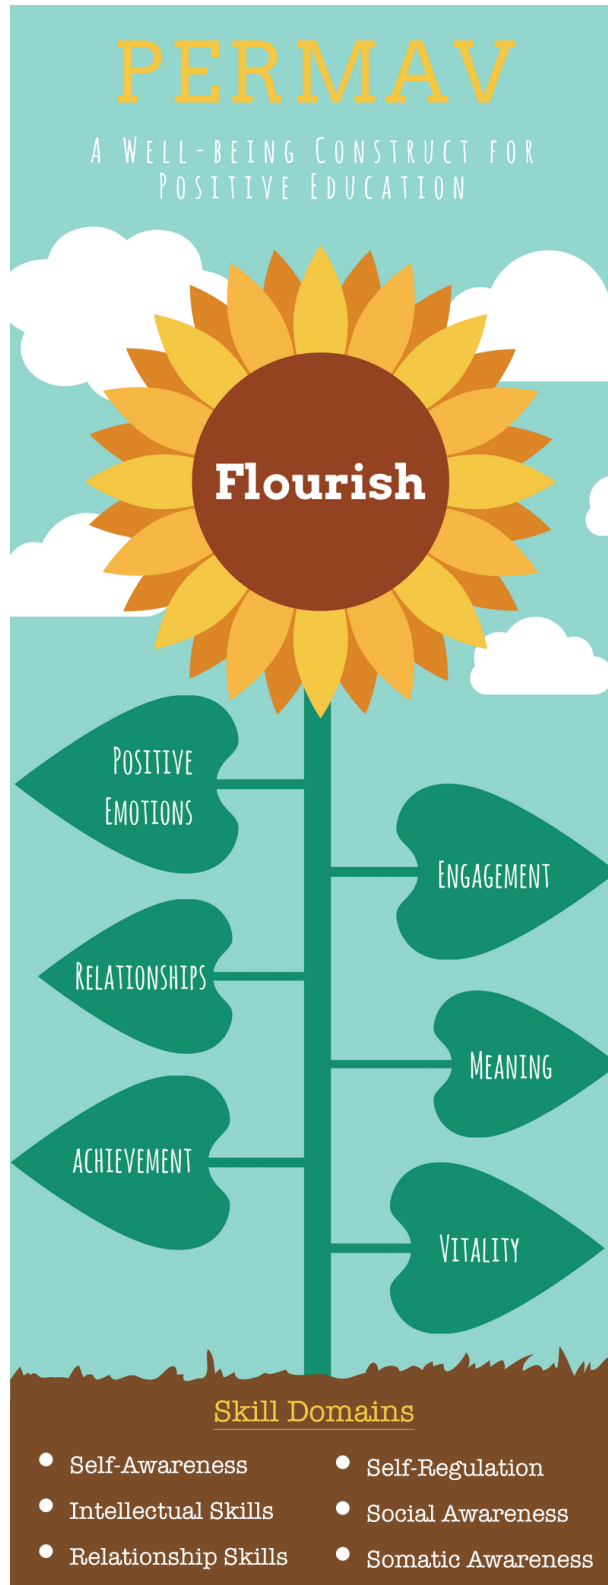 PERMAV
A WELL-BEING CONSTRUCT FOR
POSITIVE EDUCATION
Flourish
POSITIVE
EMOTIONS
ENGAGEMENT
RELATIONSHIPS
MEANING
ACHIEVEMENT
VITALITY
Skill Domains
• Self-Awareness
• Intellectual Skills
• Relationship Skills
• Self-Regulation
• Social Awareness
• Somatic Awareness